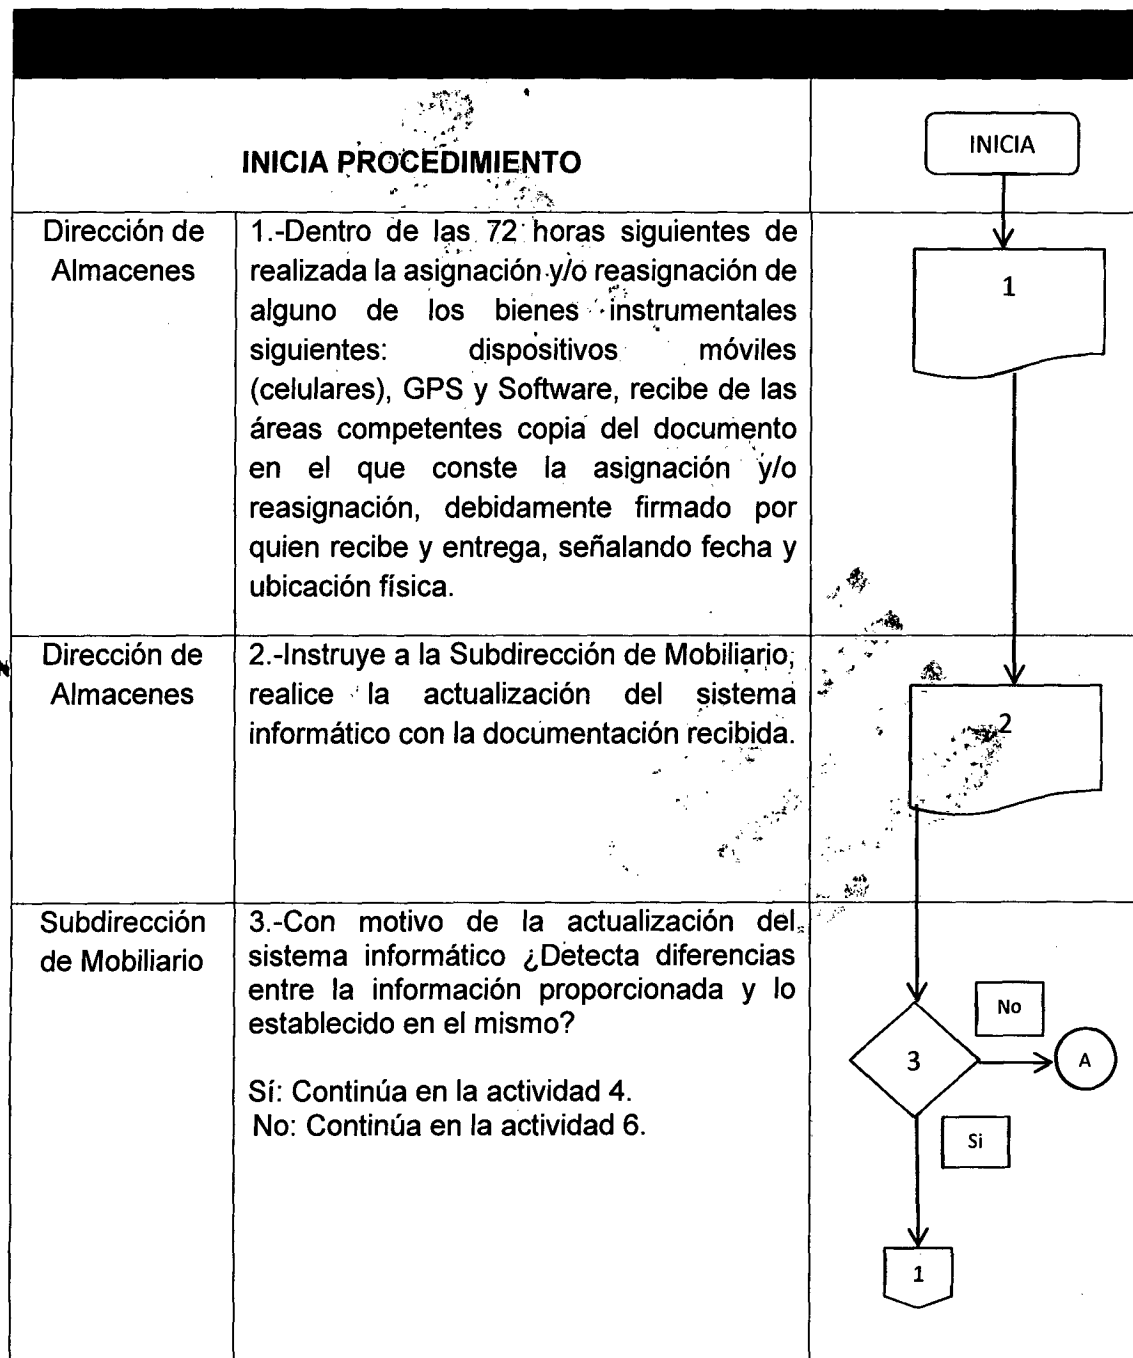 INICIA PROCEDIMIENTO
INICIA
Dirección de
Almacenes
1.-Dentro de las 72 horas siguientes de
realizada la asignación y/o reasignación de
alguno de los bienes instrumentales
siguientes: dispositivos móviles
(celulares), GPS y Software, recibe de las
áreas competentes copia del documento
en el que conste la asignación y/o
reasignación, debidamente firmado por
quien recibe y entrega, señalando fecha y
ubicación física.
1
Dirección de
Almacenes
2.-Instruye a la Subdirección de Mobiliario,
realice la actualización del sistema
informático con la documentación recibida.
2
Subdirección
de Mobiliario
3.-Con motivo de la actualización del
sistema informático ¿Detecta diferencias
entre la información proporcionada y lo
establecido en el mismo?
Sí: Continúa en la actividad 4.
No: Continúa en la actividad 6.
No
3
A
Si
1